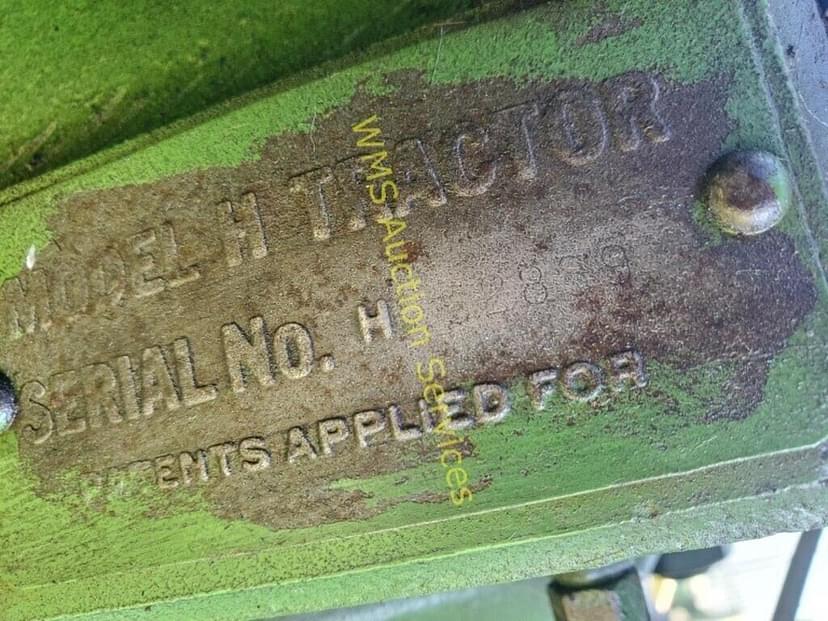 MODEL H TRACTOR
SERIAL NO. H
PATENTS APPLIED FOR
WMS Auction Services